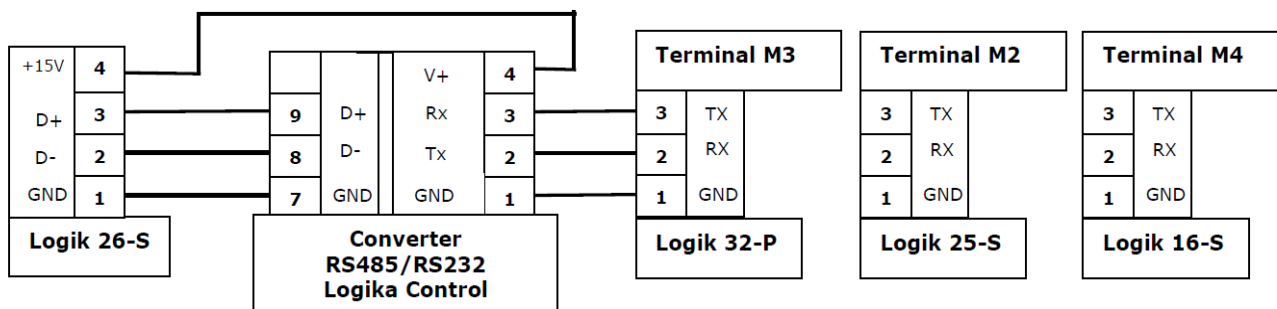 +15V 4
D+ 3
D- 2
GND 1
Logik 26-S
9 D+
8 D-
7 GND
V+ 4
Rx 3
Tx 2
GND 1
Converter
RS485/RS232
Logika Control
Terminal M3
3 TX
2 RX
1 GND
Logik 32-P
Terminal M2
3 TX
2 RX
1 GND
Logik 25-S
Terminal M4
3 TX
2 RX
1 GND
Logik 16-S